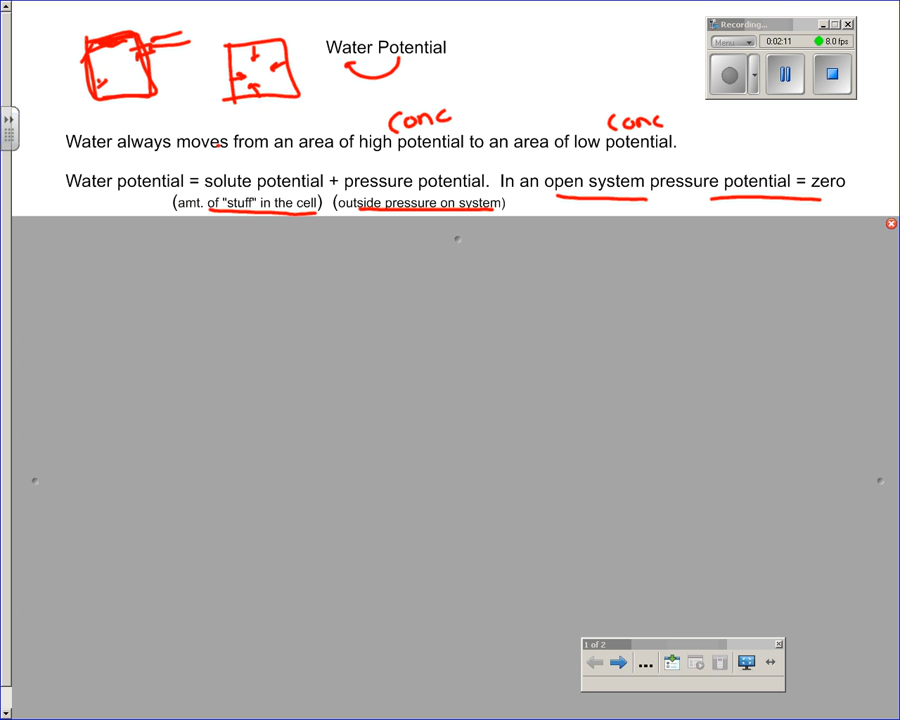 Recording...
Menu
0:02:11
8.0 fps
Water Potential
conc
conc
Water always moves from an area of high potential to an area of low potential.
Water potential = solute potential + pressure potential. In an open system pressure potential = zero
(amt. of "stuff" in the cell) (outside pressure on system)
1 of 2